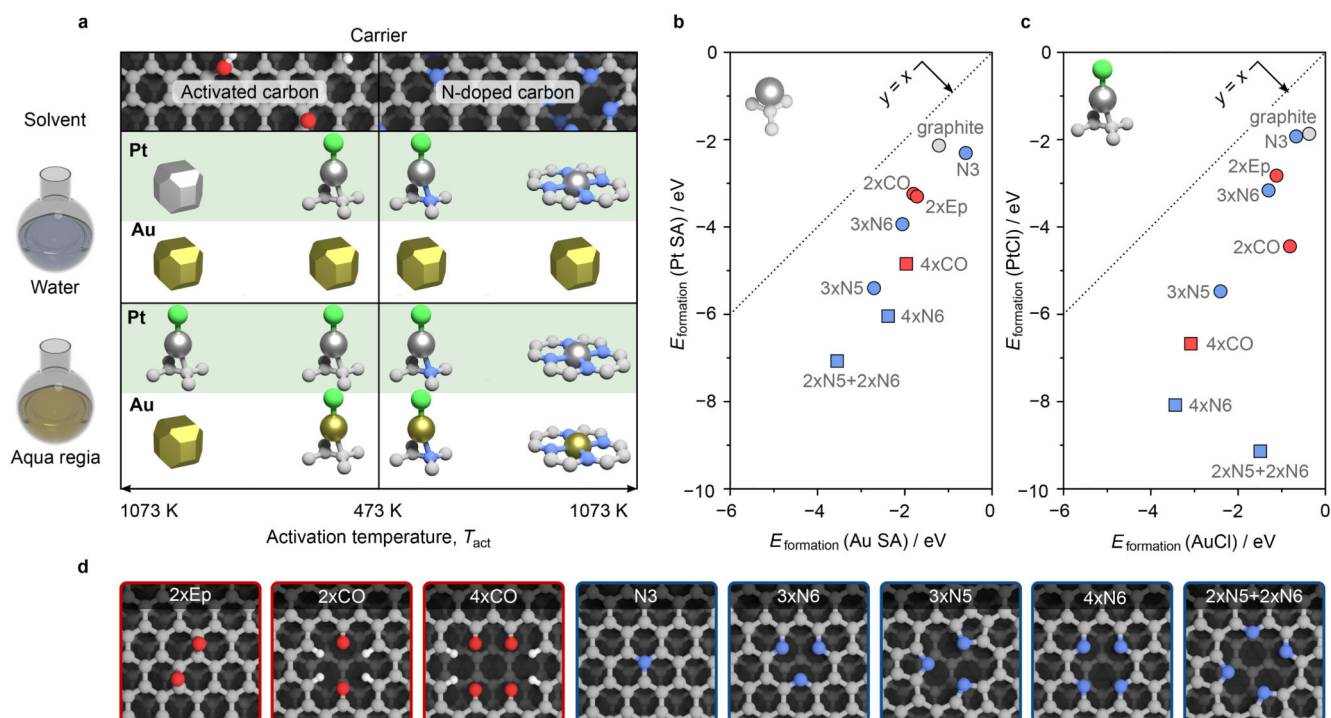 a
Carrier
Activated carbon
N-doped carbon
Solvent
Pt
Au
Water
Pt
Au
Aqua regia
1073 K
473 K
1073 K
Activation temperature, Tact
b
0
−2
−4
−6
−8
−10
Eformation (Pt SA) / eV
y = x
graphite
N3
2xCO
2xEp
3xN6
4xCO
3xN5
4xN6
2xN5+2xN6
−6
−4
−2
0
Eformation (Au SA) / eV
c
0
−2
−4
−6
−8
−10
Eformation (PtCl) / eV
y = x
graphite
N3
2xEp
3xN6
2xCO
3xN5
4xCO
4xN6
2xN5+2xN6
−6
−4
−2
0
Eformation (AuCl) / eV
d
2xEp
2xCO
4xCO
N3
3xN6
3xN5
4xN6
2xN5+2xN6